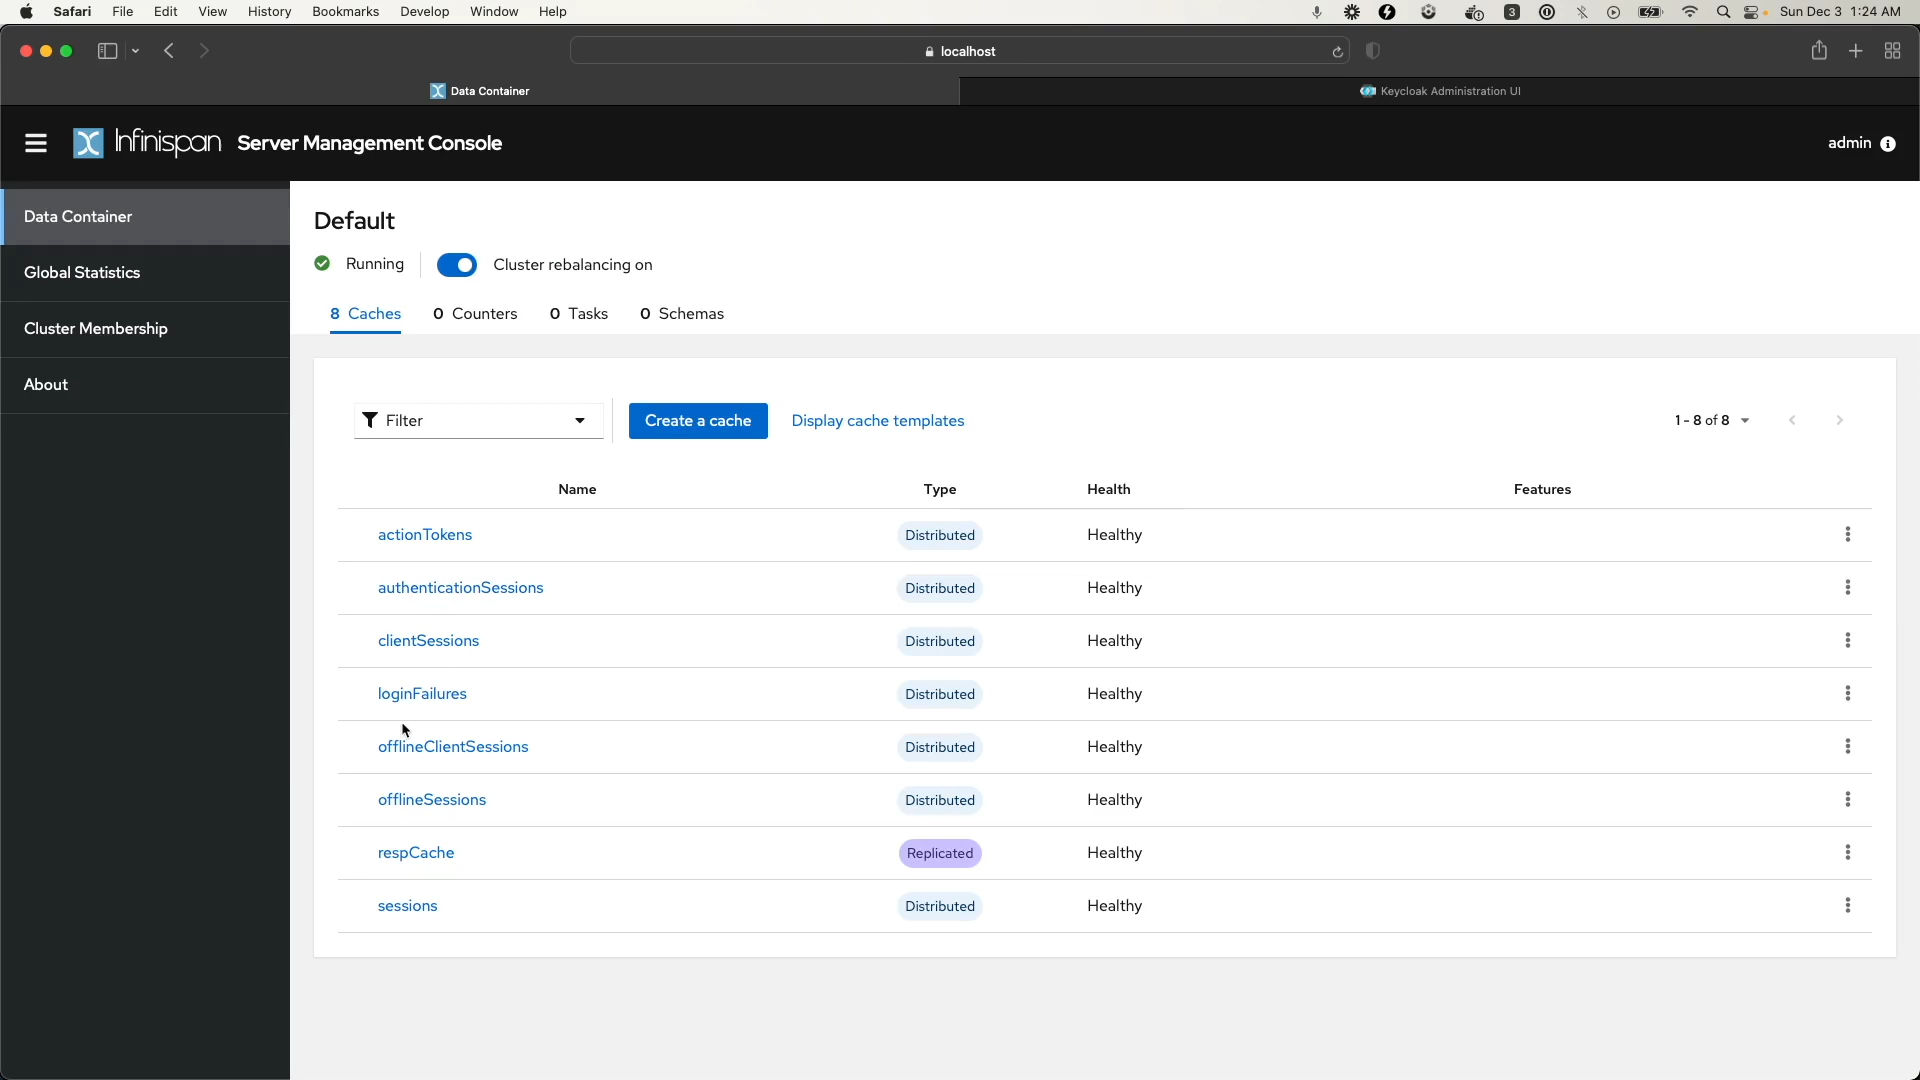 Safari File Edit View History Bookmarks Develop Window Help 3 Sun Dec 3 1:24 AM
localhost
Data Container Keycloak Administration UI
Infinispan Server Management Console admin
Data Container
Global Statistics
Cluster Membership
About
Default
Running Cluster rebalancing on
8 Caches 0 Counters 0 Tasks 0 Schemas
Filter Create a cache Display cache templates 1 - 8 of 8
Name Type Health Features
actionTokens Distributed Healthy
authenticationSessions Distributed Healthy
clientSessions Distributed Healthy
loginFailures Distributed Healthy
offlineClientSessions Distributed Healthy
offlineSessions Distributed Healthy
respCache Replicated Healthy
sessions Distributed Healthy